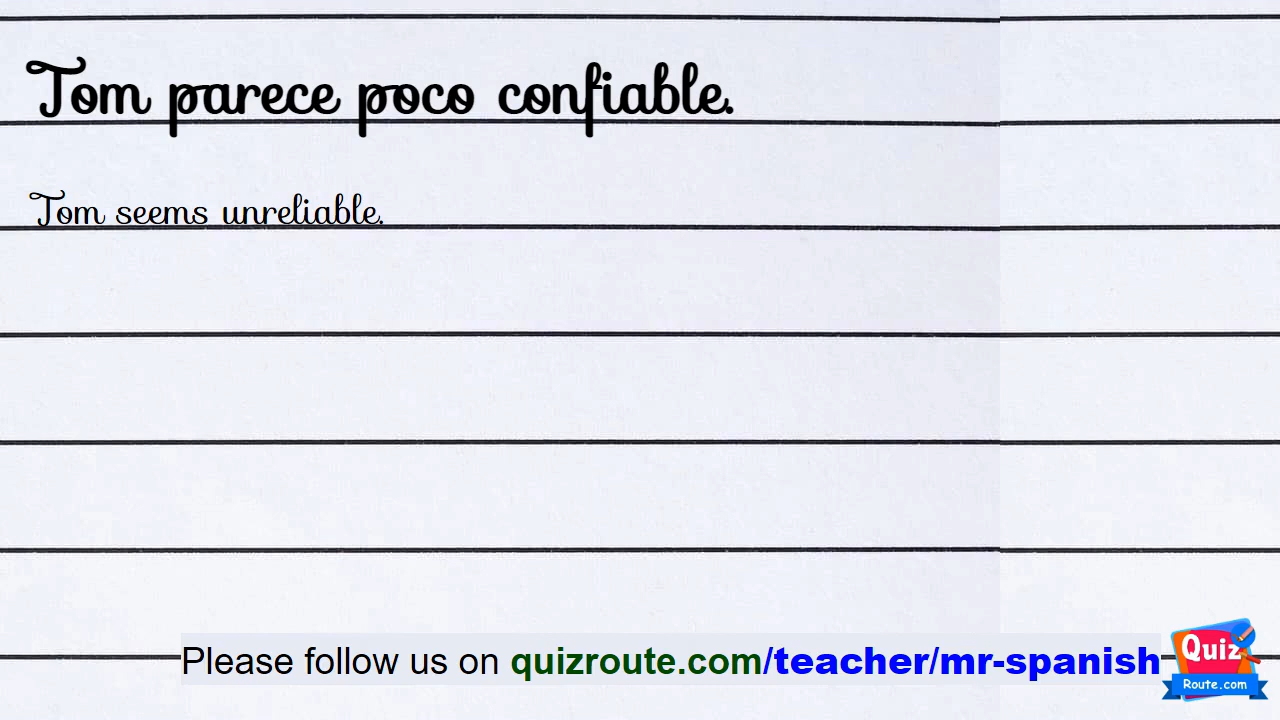 Tom parece poco confiable.
Tom seems unreliable.
Please follow us on quizroute.com/teacher/mr-spanish
Quiz
Route.com